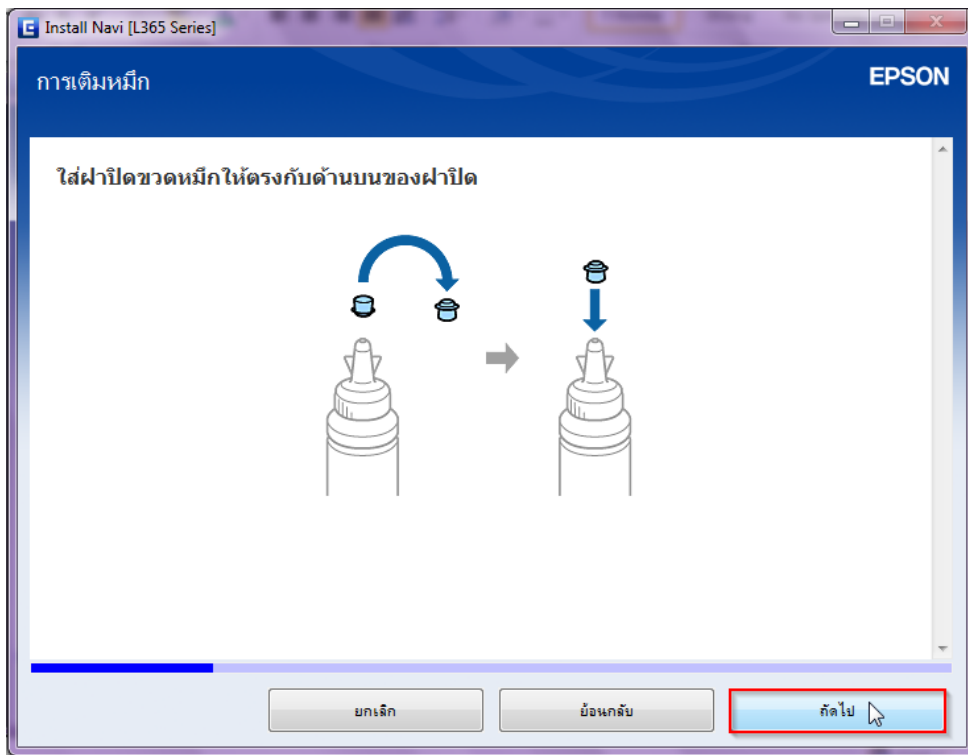 Install Navi [L365 Series]
การเติมหมึก
EPSON
ใส่ฝาปิดขวดหมึกให้ตรงกับด้านบนของฝาปิด
ยกเลิก
ย้อนกลับ
ถัดไป